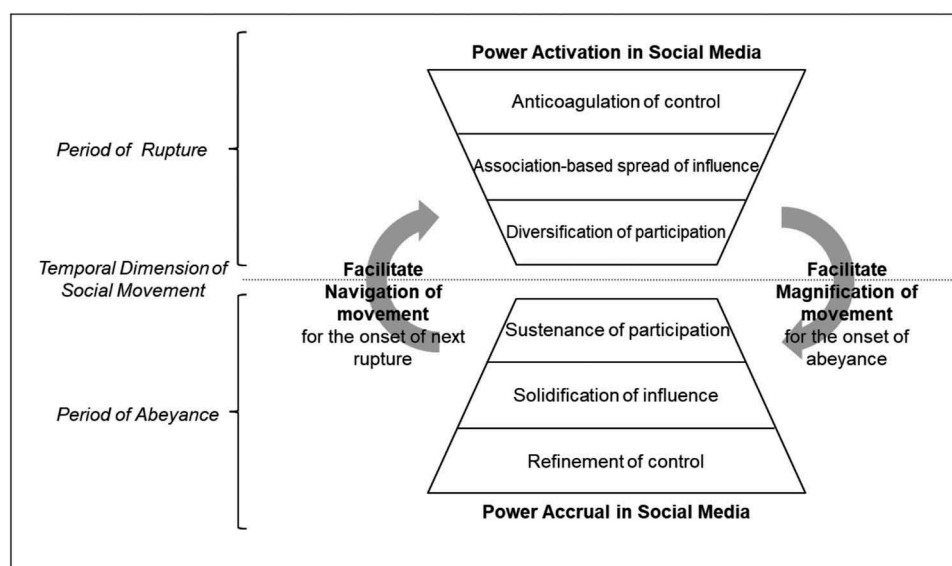 Power Activation in Social Media
Anticoagulation of control
Period of Rupture
Association-based spread of influence
Diversification of participation
Temporal Dimension of
Social Movement
Facilitate
Navigation of
movement
for the onset of next
rupture
Facilitate
Magnification of
movement
for the onset of
abeyance
Sustenance of participation
Solidification of influence
Period of Abeyance
Refinement of control
Power Accrual in Social Media